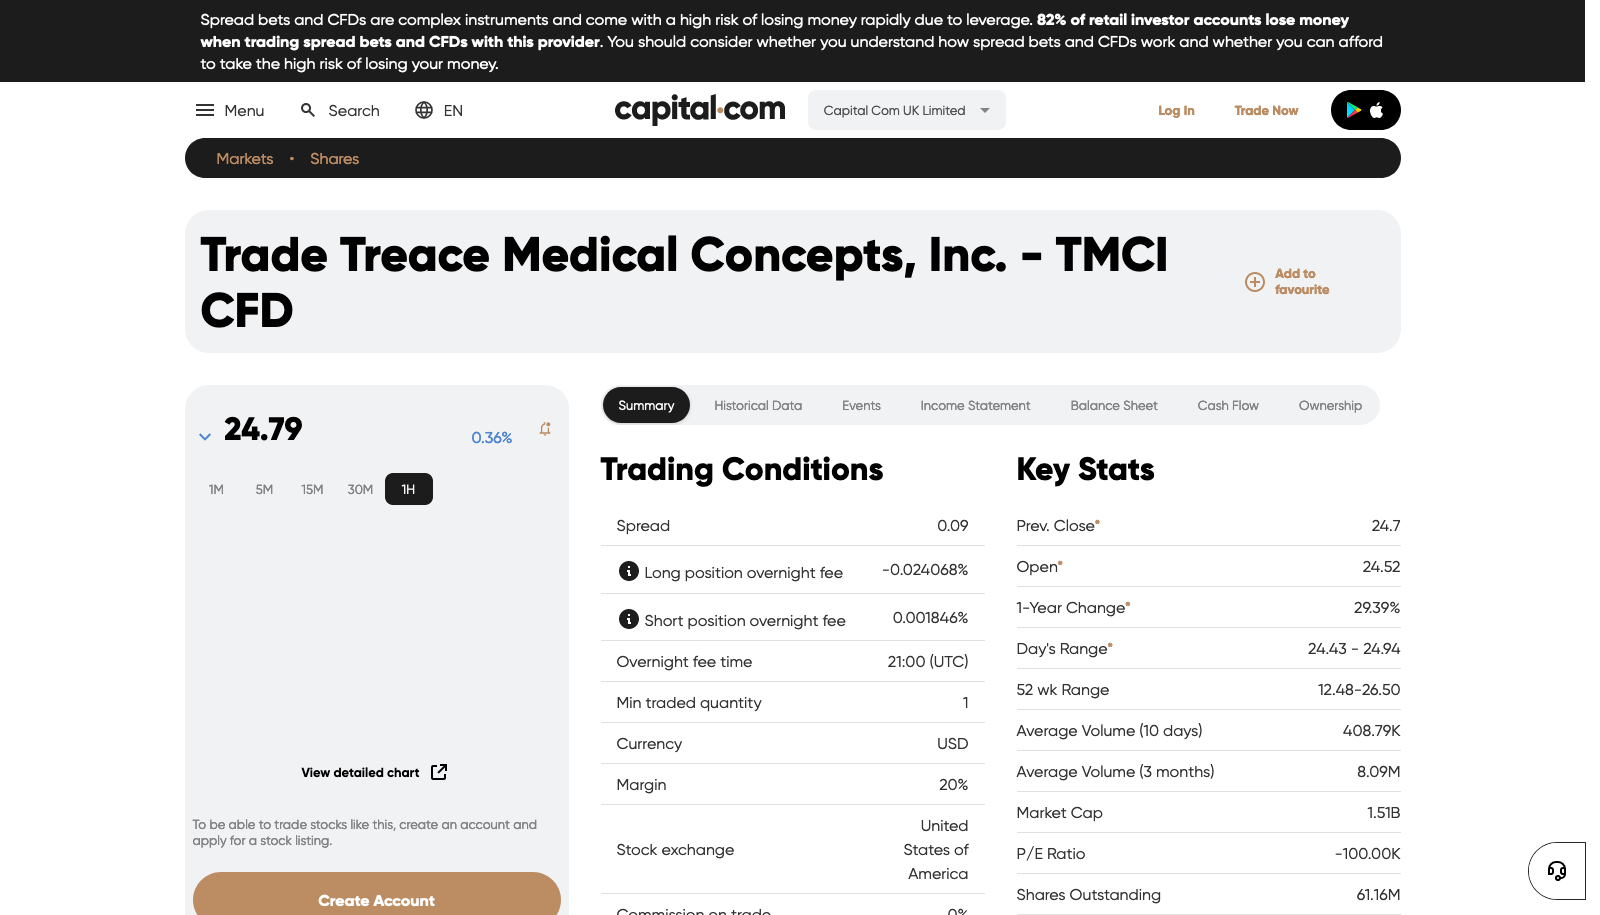 Spread bets and CFDs are complex instruments and come with a high risk of losing money rapidly due to leverage. 82% of retail investor accounts lose money
when trading spread bets and CFDs with this provider. You should consider whether you understand how spread bets and CFDs work and whether you can afford
to take the high risk of losing your money.
Menu Search EN capital.com Capital Com UK Limited Log In Trade Now
Markets • Shares
Trade Treace Medical Concepts, Inc. - TMCI
CFD
Add to
favourite
24.79 0.36%
1M 5M 15M 30M 1H
View detailed chart
To be able to trade stocks like this, create an account and
apply for a stock listing.
Create Account
Summary Historical Data Events Income Statement Balance Sheet Cash Flow Ownership
Trading Conditions
Spread 0.09
Long position overnight fee -0.024068%
Short position overnight fee 0.001846%
Overnight fee time 21:00 (UTC)
Min traded quantity 1
Currency USD
Margin 20%
Stock exchange United
States of
America
Commission on trade 0%
Key Stats
Prev. Close* 24.7
Open* 24.52
1-Year Change* 29.39%
Day's Range* 24.43 - 24.94
52 wk Range 12.48-26.50
Average Volume (10 days) 408.79K
Average Volume (3 months) 8.09M
Market Cap 1.51B
P/E Ratio -100.00K
Shares Outstanding 61.16M